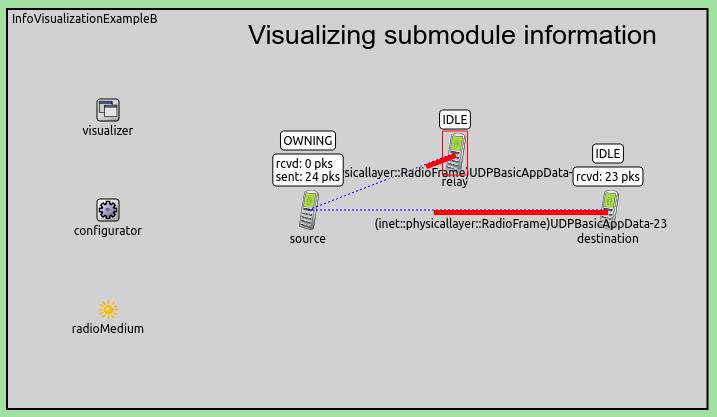 InfoVisualizationExampleB
Visualizing submodule information
visualizer
IDLE
OWNING
IDLE
rcvd: 0 pks
sent: 24 pks
sicallayer::RadioFrame)UDPBasicAppData-
rcvd: 23 pks
relay
configurator
source
(inet::physicallayer::RadioFrame)UDPBasicAppData-23
destination
radioMedium